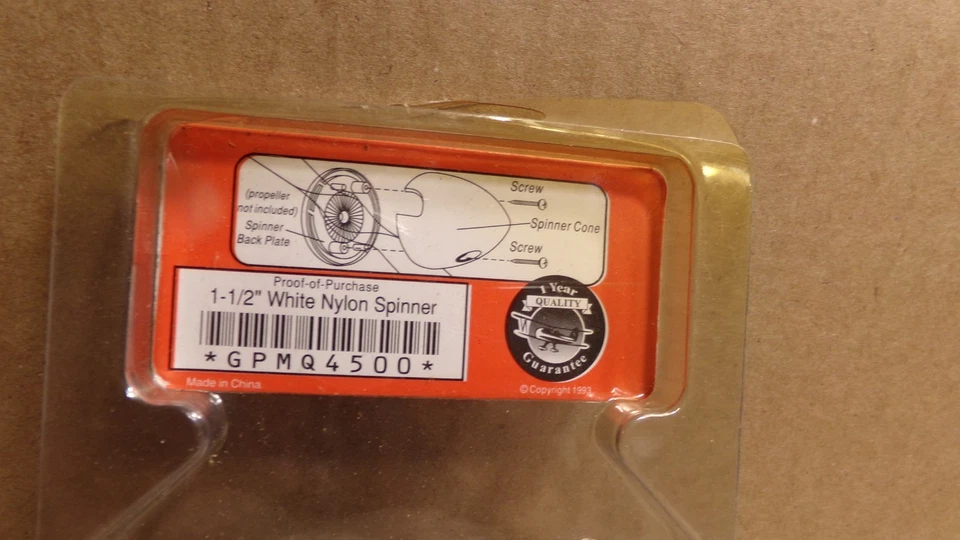 (propeller
not included)
Spinner
Back Plate
Screw
Spinner Cone
Screw
Proof-of-Purchase
1-1/2" White Nylon Spinner
*GPMQ4500*
Made in China
1 Year
QUALITY
Guarantee
©Copyright 1993